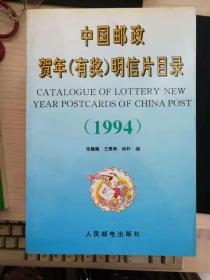 中国邮政
贺年（有奖）明信片目录
CATALOGUE OF LOTTERY NEW
YEAR POSTCARDS OF CHINA POST
（1994）
编
人民邮电出版社